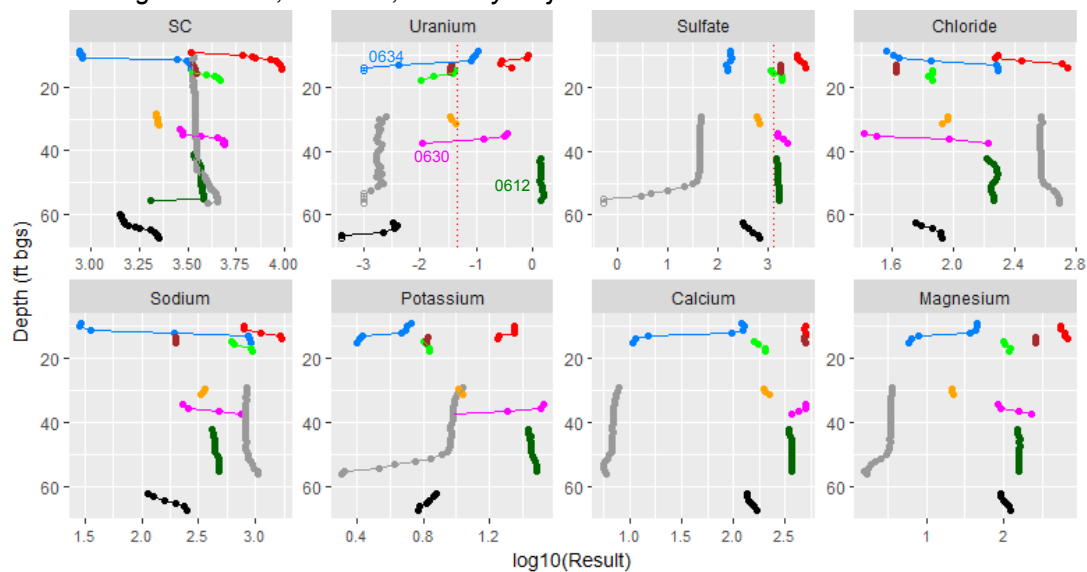 SC Uranium Sulfate Chloride
0634
0630
0612
20
40
60
3.00 3.25 3.50 3.75 4.00
-3 -2 -1 0
0 1 2 3
1.6 2.0 2.4 2.8
Depth (ft bgs)
Sodium Potassium Calcium Magnesium
20
40
60
1.5 2.0 2.5 3.0
0.4 0.8 1.2
1.0 1.5 2.0 2.5
1 2
log10(Result)